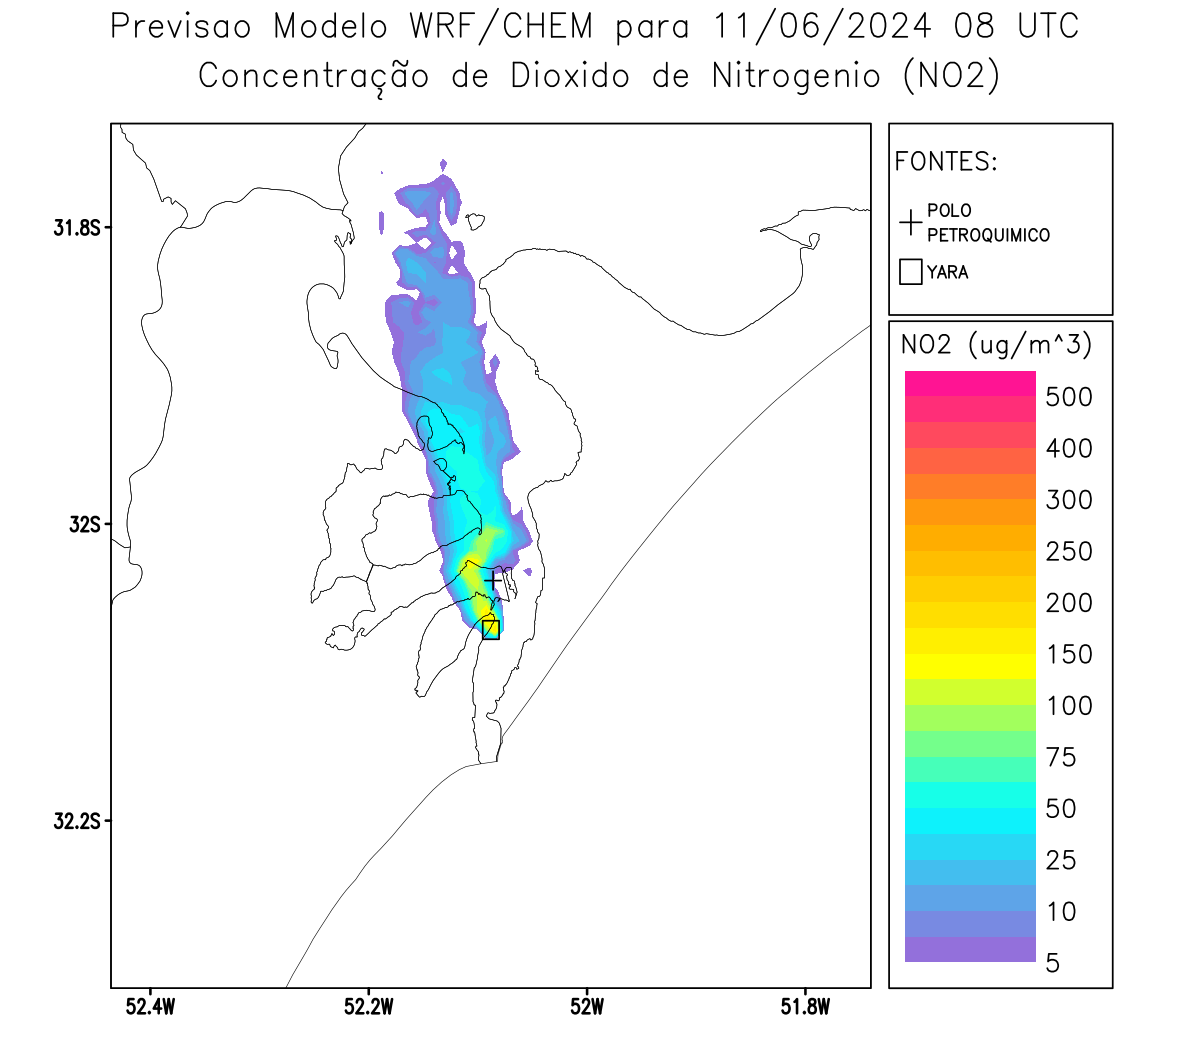 Previsao Modelo WRF/CHEM para 11/06/2024 08 UTC
Concentração de Dioxido de Nitrogenio (NO2)
FONTES:
POLO
PETROQUIMICO
YARA
NO2 (ug/m^3)
500
400
300
250
200
150
100
75
50
25
10
5
31.8S
32S
32.2S
52.4W
52.2W
52W
51.8W